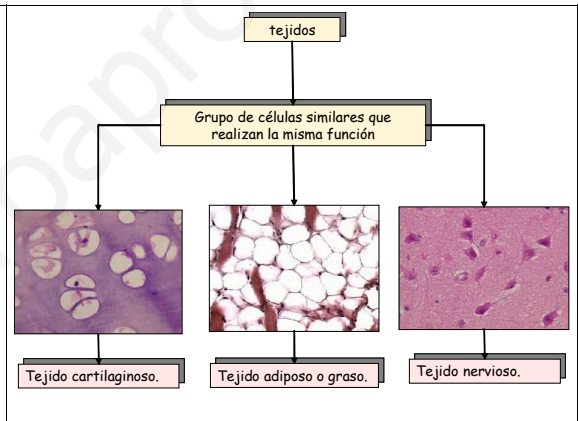 tejidos
Grupo de células similares que
realizan la misma función
Tejido cartilaginoso.
Tejido adiposo o graso.
Tejido nervioso.